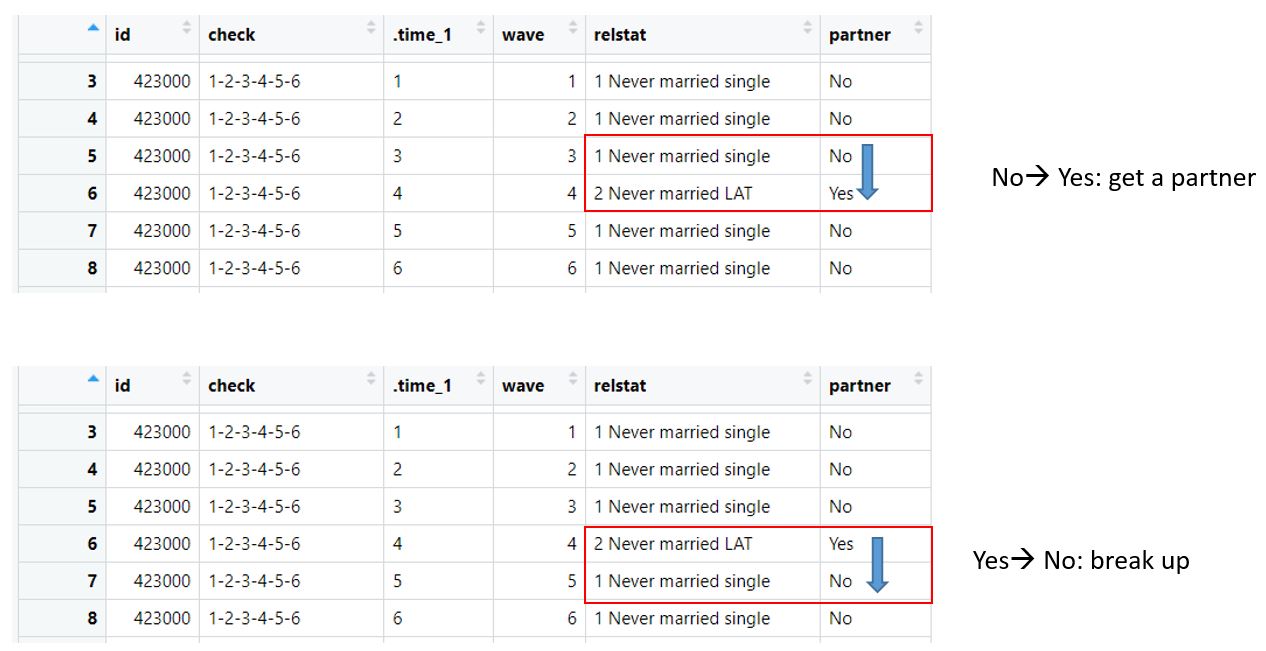 id check .time_1 wave relstat partner
3 423000 1-2-3-4-5-6 1 1 1 Never married single No
4 423000 1-2-3-4-5-6 2 2 1 Never married single No
5 423000 1-2-3-4-5-6 3 3 1 Never married single No
6 423000 1-2-3-4-5-6 4 4 2 Never married LAT Yes
7 423000 1-2-3-4-5-6 5 5 1 Never married single No
8 423000 1-2-3-4-5-6 6 6 1 Never married single No
No→ Yes: get a partner
id check .time_1 wave relstat partner
3 423000 1-2-3-4-5-6 1 1 1 Never married single No
4 423000 1-2-3-4-5-6 2 2 1 Never married single No
5 423000 1-2-3-4-5-6 3 3 1 Never married single No
6 423000 1-2-3-4-5-6 4 4 2 Never married LAT Yes
7 423000 1-2-3-4-5-6 5 5 1 Never married single No
8 423000 1-2-3-4-5-6 6 6 1 Never married single No
Yes→ No: break up